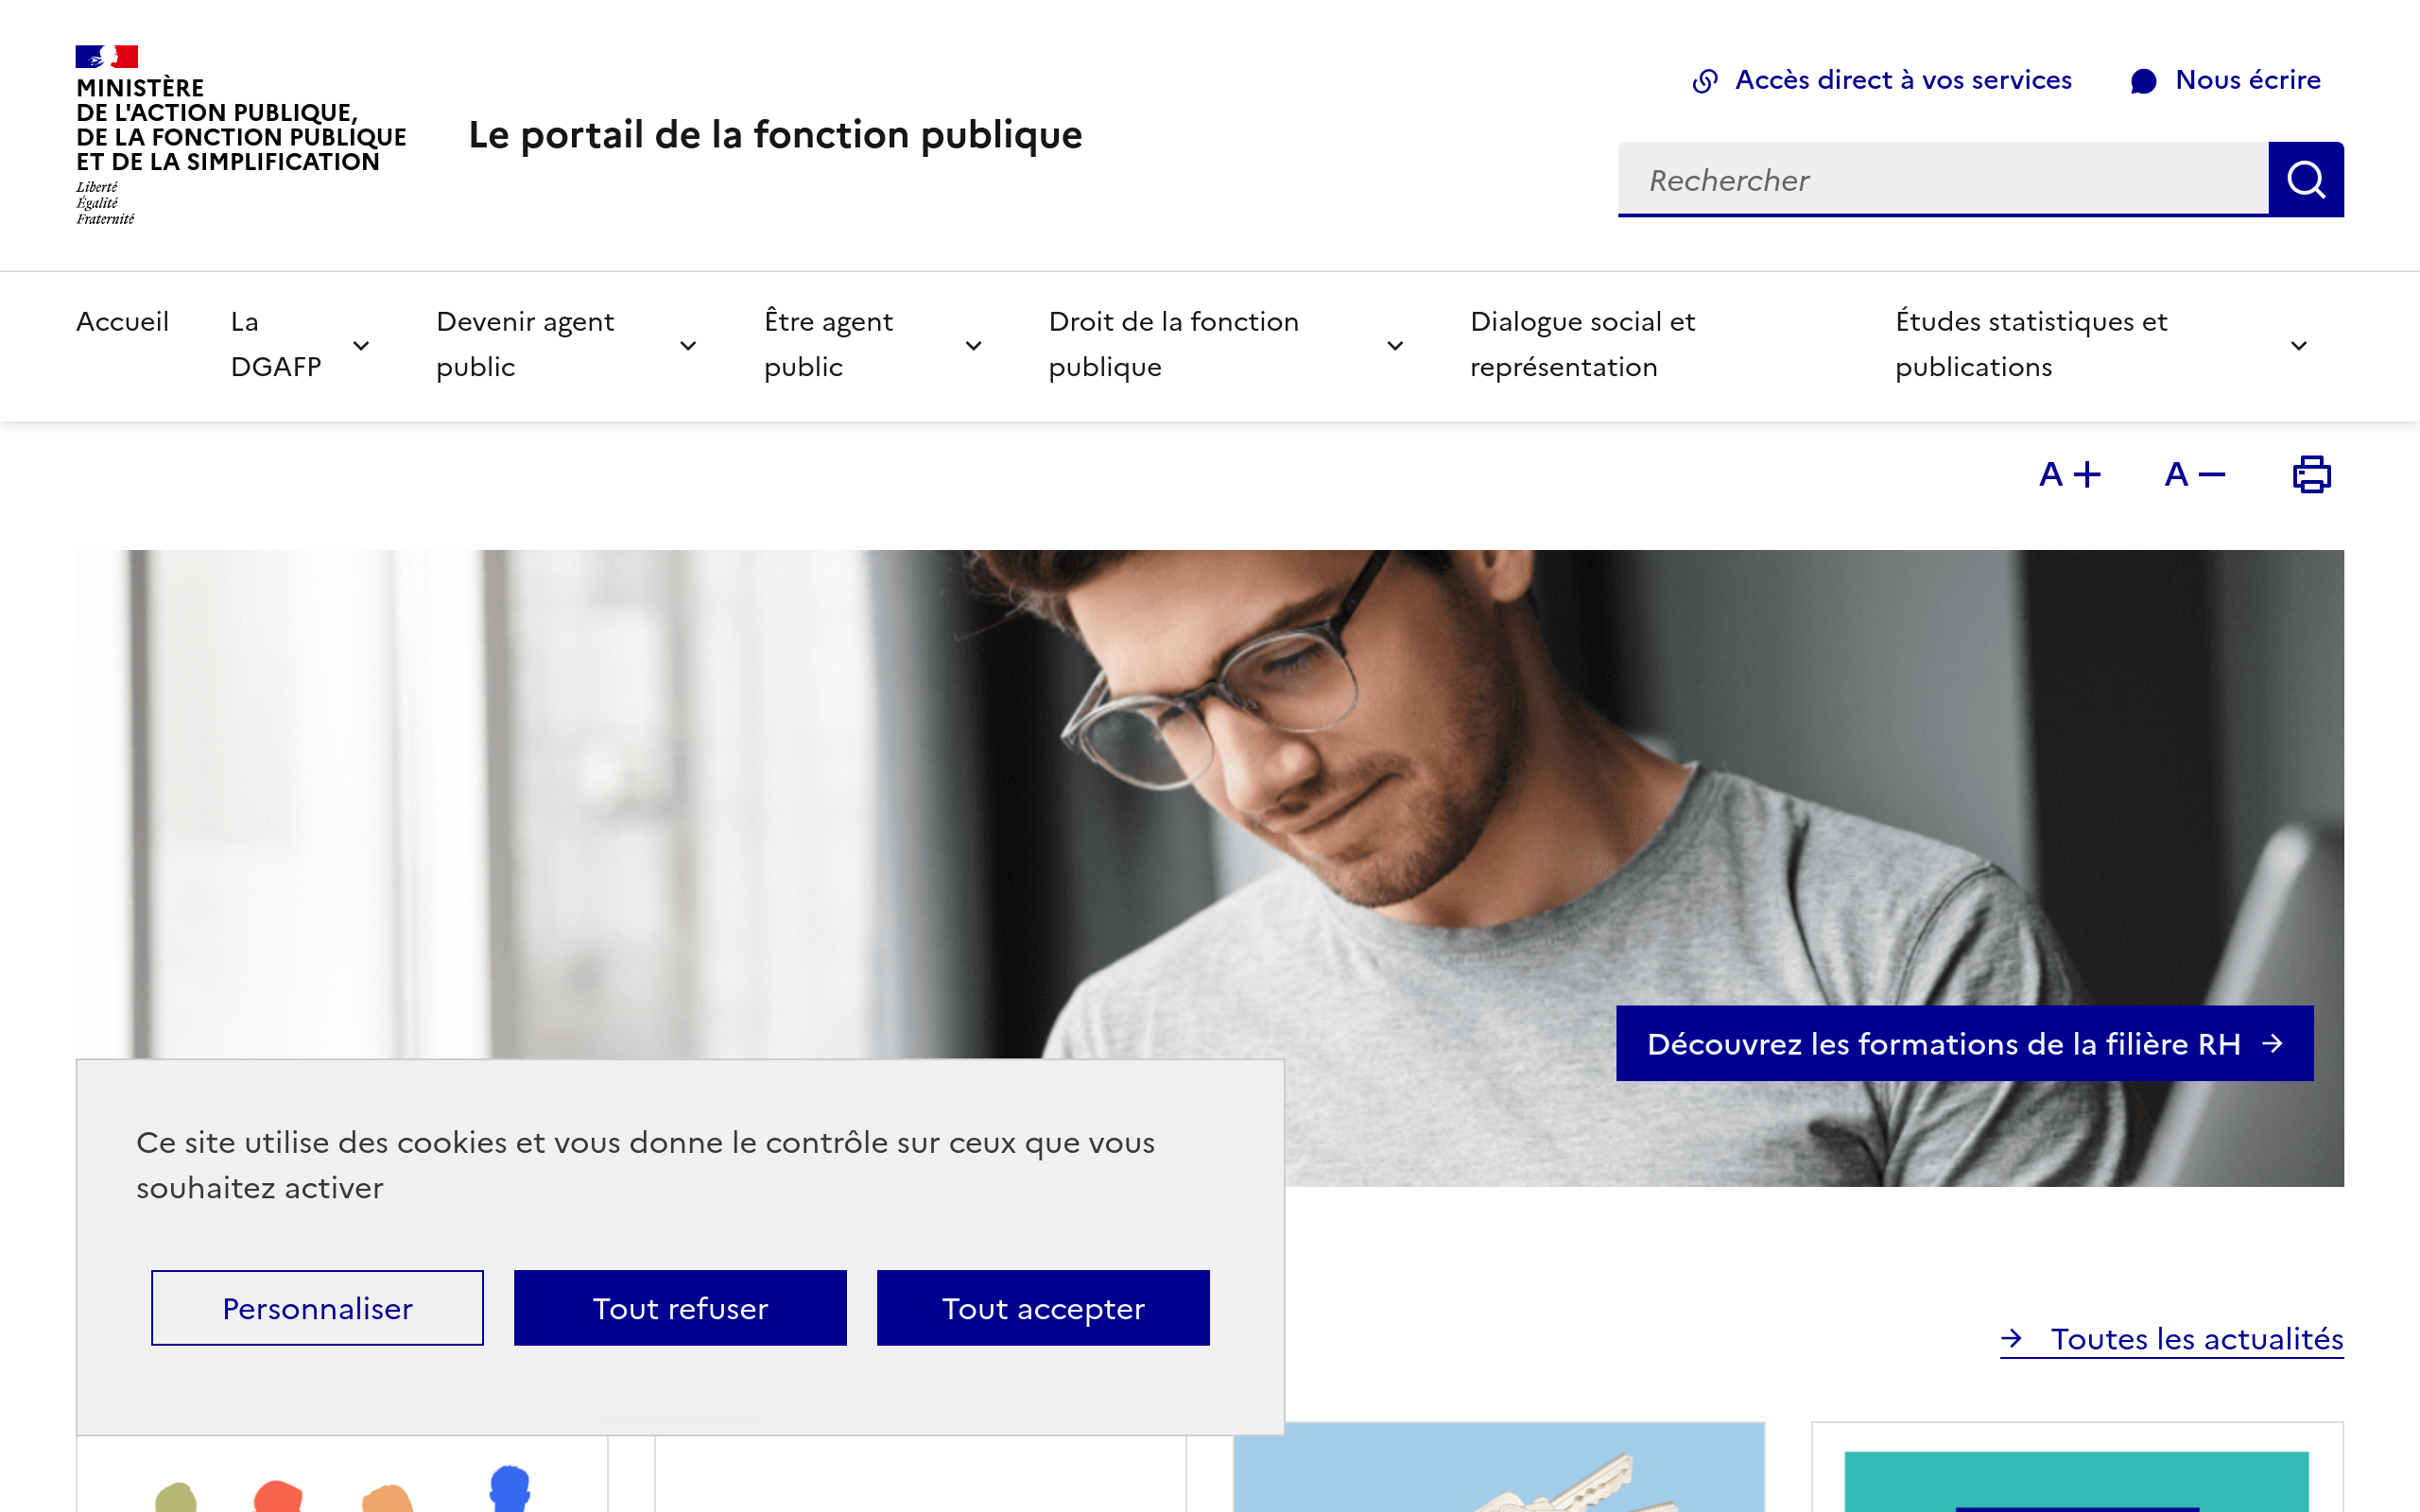 MINISTÈRE
DE L'ACTION PUBLIQUE,
DE LA FONCTION PUBLIQUE
ET DE LA SIMPLIFICATION
Liberté
Égalité
Fraternité
Le portail de la fonction publique
Accès direct à vos services
Nous écrire
Rechercher
Accueil
La
DGAFP
Devenir agent
public
Être agent
public
Droit de la fonction
publique
Dialogue social et
représentation
Études statistiques et
publications
A +
A −
Découvrez les formations de la filière RH
Ce site utilise des cookies et vous donne le contrôle sur ceux que vous
souhaitez activer
Personnaliser
Tout refuser
Tout accepter
Toutes les actualités